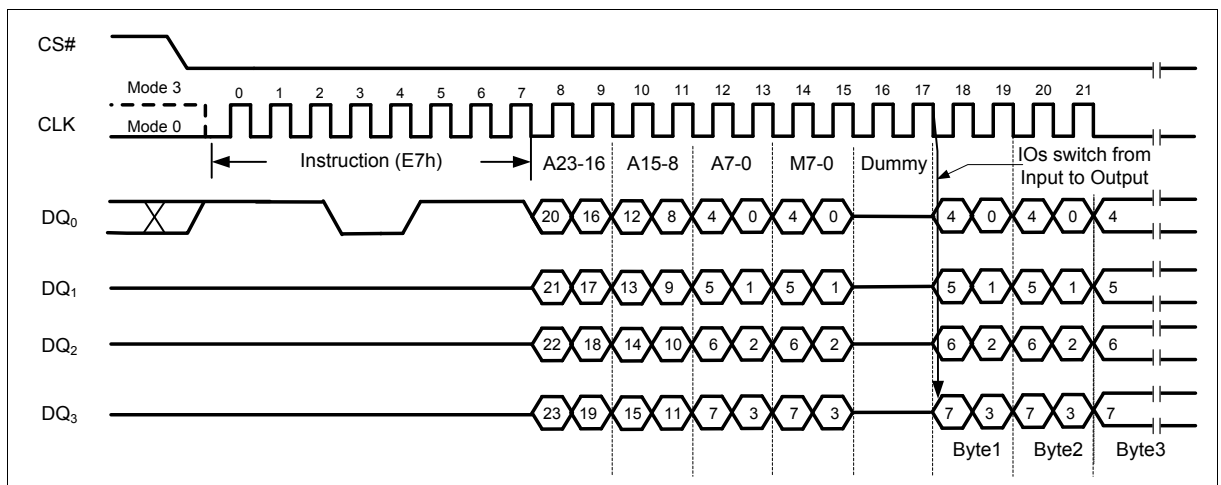 CS#
Mode 3
0 1 2 3 4 5 6 7 8 9 10 11 12 13 14 15 16 17 18 19 20 21
CLK
Mode 0
Instruction (E7h) A23-16 A15-8 A7-0 M7-0 Dummy
IOs switch from
Input to Output
DQ0 20 16 12 8 4 0 4 0 4 0 4 0 4
DQ1 21 17 13 9 5 1 5 1 5 1 5 1 5
DQ2 22 18 14 10 6 2 6 2 6 2 6 2 6
DQ3 23 19 15 11 7 3 7 3 7 3 7 3 7
Byte1 Byte2 Byte3